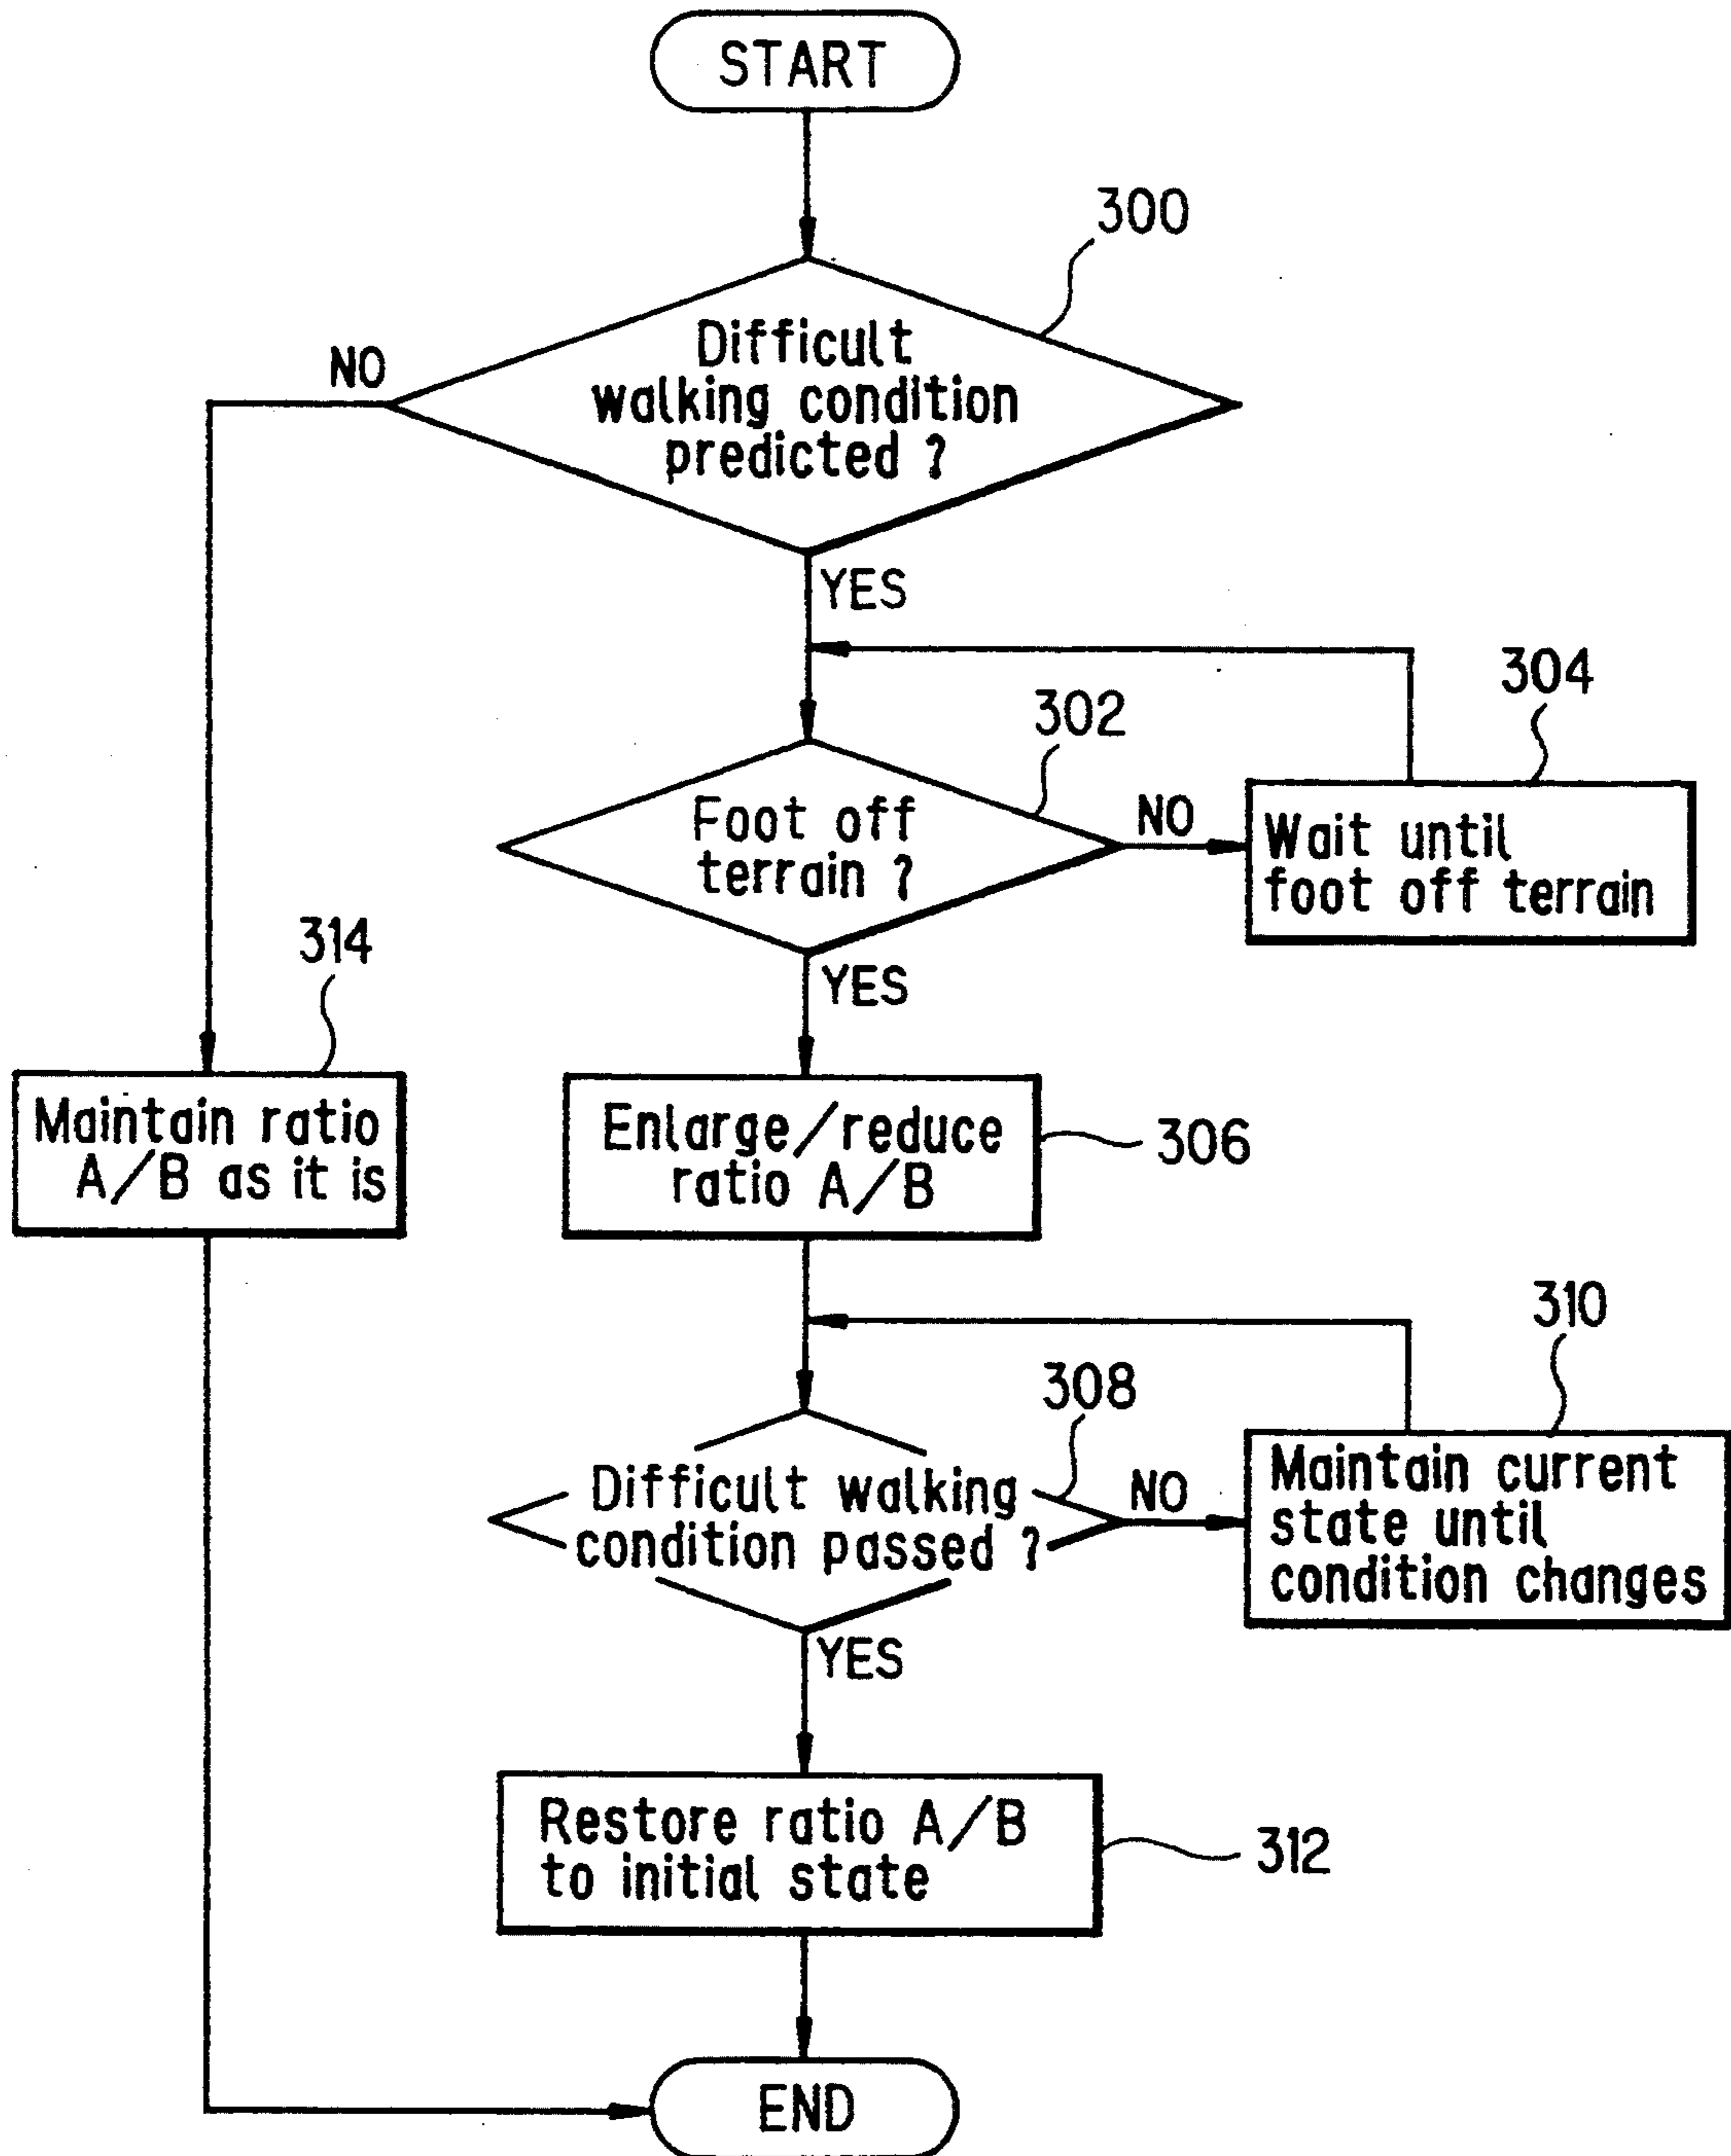 START
300
Difficult
walking condition
predicted ?
NO
YES
304
302
Foot off
terrain ?
NO
Wait until
foot off terrain
YES
314
Maintain ratio
A/B as it is
Enlarge/reduce
ratio A/B
306
310
308
Difficult walking
condition passed ?
NO
Maintain current
state until
condition changes
YES
Restore ratio A/B
to initial state
312
END